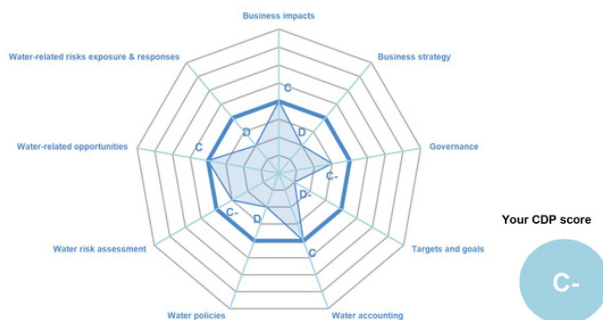 Business impacts
Water-related risks exposure & responses
Business strategy
C
D
D
Water-related opportunities
C
Governance
C-
D-
C-
D
Your CDP score
Water risk assessment
C
Targets and goals
C-
Water policies
Water accounting